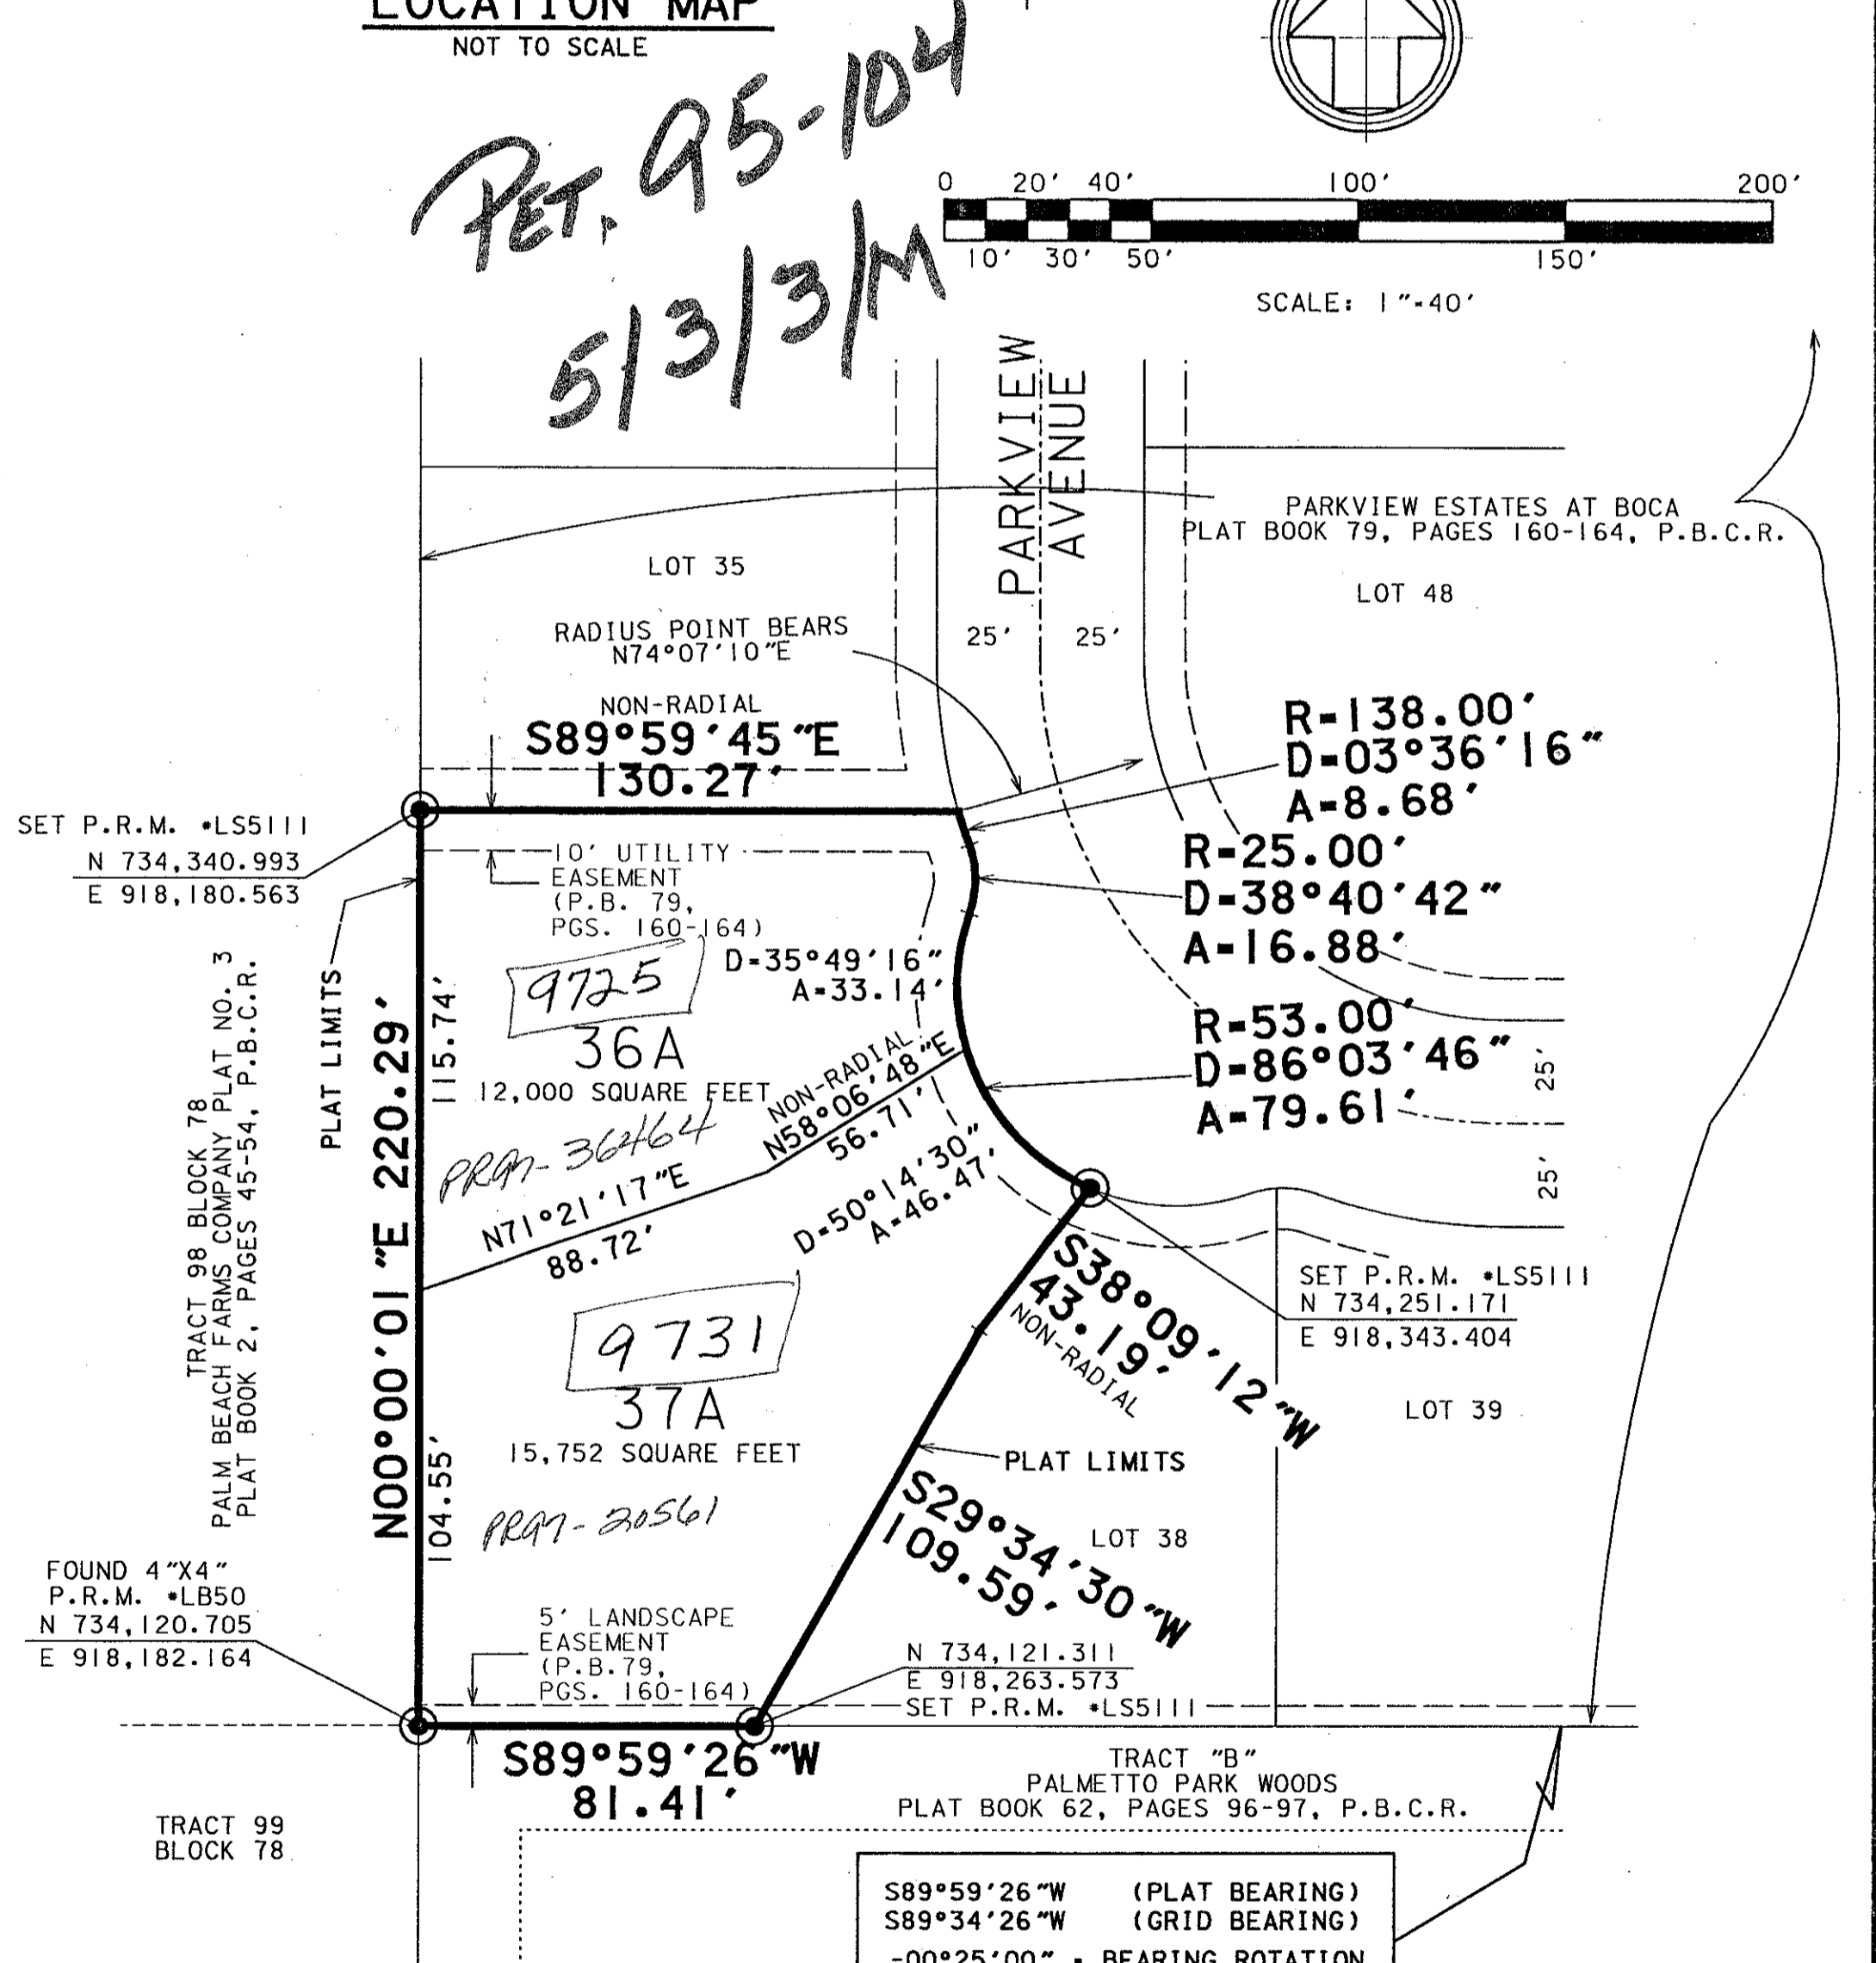 LOCATION MAP
NOT TO SCALE
PET. 95-104
5/3/3/M
0 20' 40' 100' 200'
10' 30' 50' 150'
SCALE: 1"=40'
PARKVIEW
AVENUE
PARKVIEW ESTATES AT BOCA
PLAT BOOK 79, PAGES 160-164, P.B.C.R.
LOT 35
LOT 48
RADIUS POINT BEARS
N74°07'10"E
25' 25'
NON-RADIAL
S89°59'45"E
130.27'
R=138.00'
D=03°36'16"
A=8.68'
SET P.R.M. *LS5111
N 734,340.993
E 918,180.563
R=25.00'
D=38°40'42"
A=16.88'
10' UTILITY
EASEMENT
(P.B. 79,
PGS. 160-164)
PLAT LIMITS
TRACT 98 BLOCK 78
PALM BEACH FARMS COMPANY PLAT NO. 3
PLAT BOOK 2, PAGES 45-54, P.B.C.R.
N00°00'01"E 220.29'
115.74'
9725
D=35°49'16"
A=33.14'
36A
12,000 SQUARE FEET
R=53.00'
D=86°03'46"
A=79.61'
25'
25'
NON-RADIAL
N58°06'48"E
56.71'
PR97-36464
N71°21'17"E
88.72'
D=50°14'30"
A=46.47'
SET P.R.M. *LS5111
N 734,251.171
E 918,343.404
S38°09'12"W
43.19'
NON-RADIAL
9731
37A
15,752 SQUARE FEET
LOT 39
PLAT LIMITS
104.55'
PR97-20561
S29°34'30"W
109.59'
LOT 38
FOUND 4"X4"
P.R.M. *LB50
N 734,120.705
E 918,182.164
5' LANDSCAPE
EASEMENT
(P.B.79,
PGS. 160-164)
N 734,121.311
E 918,263.573
SET P.R.M. *LS5111
S89°59'26"W
81.41'
TRACT "B"
PALMETTO PARK WOODS
PLAT BOOK 62, PAGES 96-97, P.B.C.R.
TRACT 99
BLOCK 78
S89°59'26"W (PLAT BEARING)
S89°34'26"W (GRID BEARING)
-00°25'00" = BEARING ROTATION